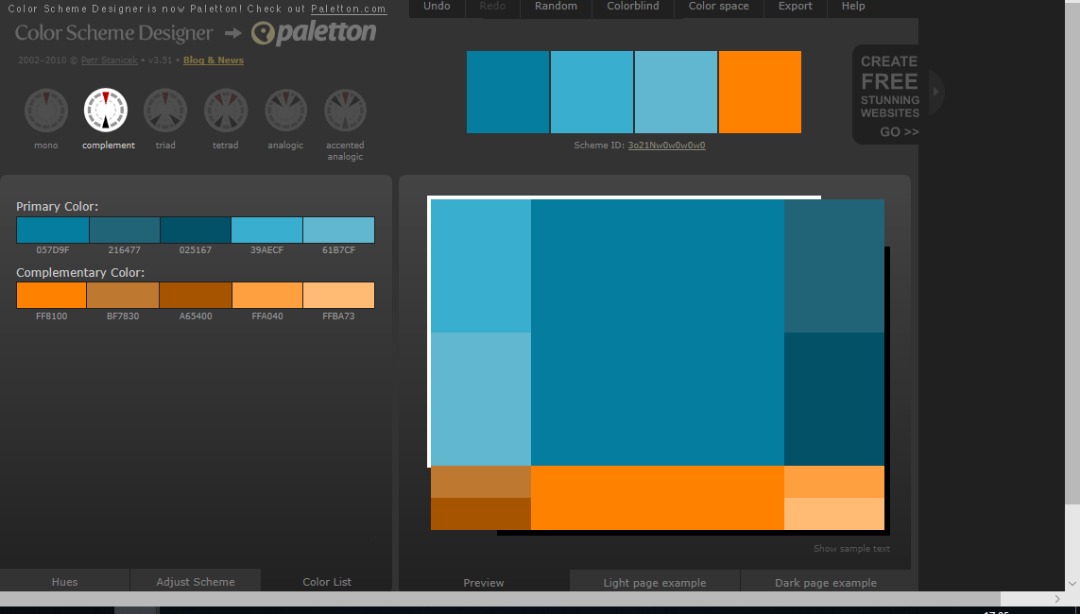 Color Scheme Designer is now Paletton! Check out Paletton.com
Undo Redo Random Colorblind Color space Export Help
Color Scheme Designer paletton
2002–2010 © Petr Stanicek • v3.51 • Blog & News
CREATE
FREE
STUNNING
WEBSITES
GO >>
mono complement triad tetrad analogic accented
analogic
Scheme ID: 3o21Nw0w0w0w0
Primary Color:
057D9F 216477 025167 39AECF 61B7CF
Complementary Color:
FF8100 BF7830 A65400 FFA040 FFBA73
Show sample text
Hues Adjust Scheme Color List Preview Light page example Dark page example